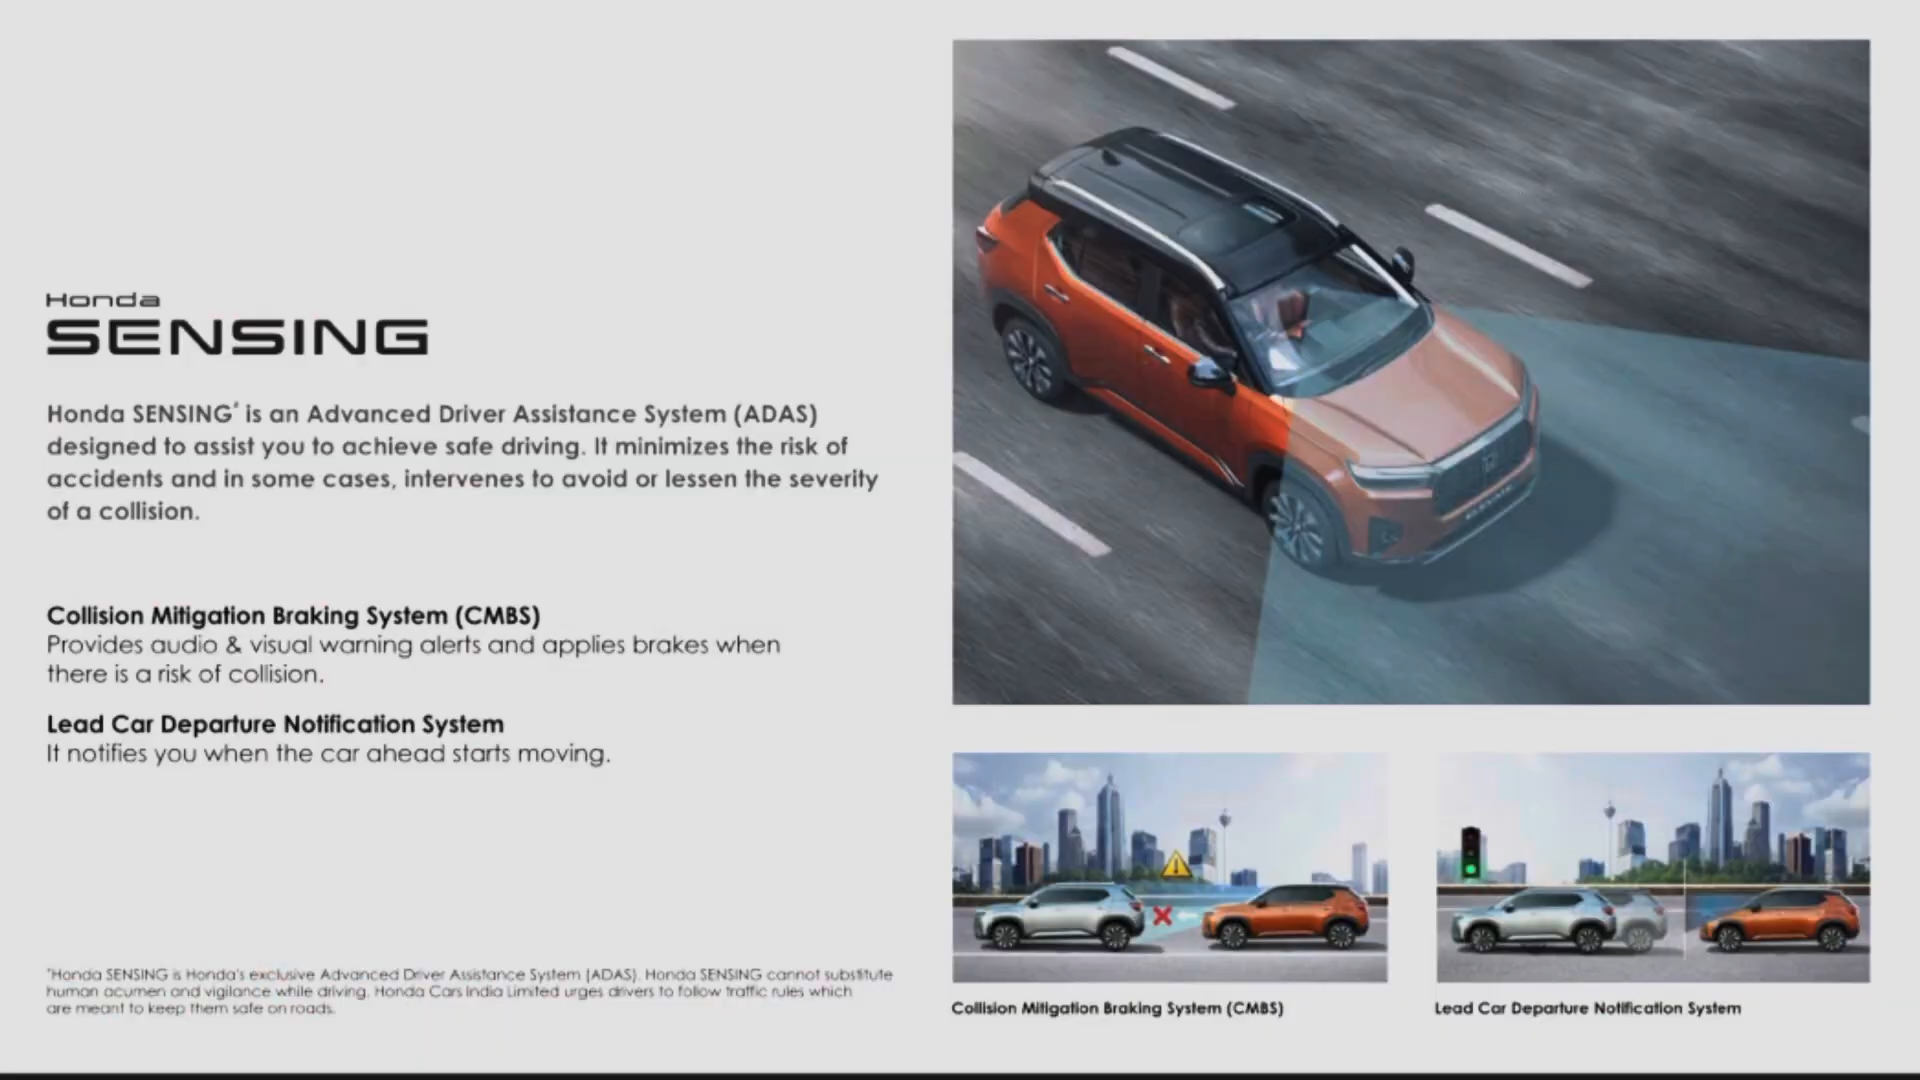 Honda
SENSING
Honda SENSING* is an Advanced Driver Assistance System (ADAS)
designed to assist you to achieve safe driving. It minimizes the risk of
accidents and in some cases, intervenes to avoid or lessen the severity
of a collision.
Collision Mitigation Braking System (CMBS)
Provides audio & visual warning alerts and applies brakes when
there is a risk of collision.
Lead Car Departure Notification System
It notifies you when the car ahead starts moving.
*Honda SENSING is Honda's exclusive Advanced Driver Assistance System (ADAS). Honda SENSING cannot substitute
human acumen and vigilance while driving. Honda Cars India Limited urges drivers to follow traffic rules which
are meant to keep them safe on roads.
ELEVATE
Collision Mitigation Braking System (CMBS)
Lead Car Departure Notification System